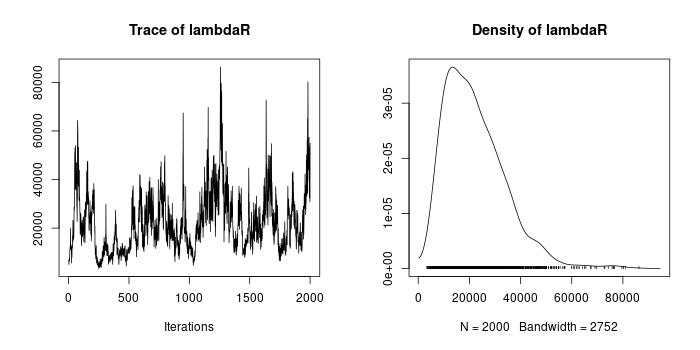 Trace of lambdaR
20000
40000
60000
80000
0
500
1000
1500
2000
Iterations
Density of lambdaR
0e+00
1e-05
2e-05
3e-05
0
20000
40000
60000
80000
N = 2000 Bandwidth = 2752